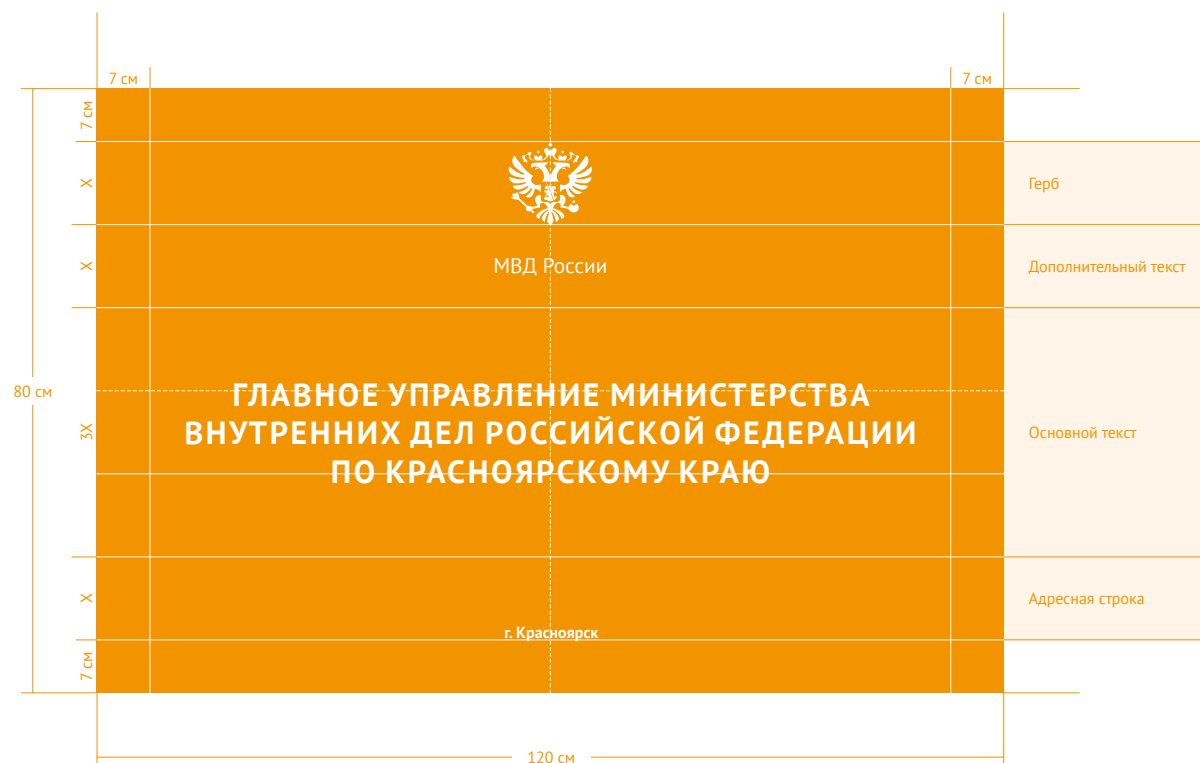 7 см
7 см
7 см
X
Герб
X
МВД России
Дополнительный текст
80 см
3X
ГЛАВНОЕ УПРАВЛЕНИЕ МИНИСТЕРСТВА
ВНУТРЕННИХ ДЕЛ РОССИЙСКОЙ ФЕДЕРАЦИИ
ПО КРАСНОЯРСКОМУ КРАЮ
Основной текст
X
Адресная строка
г. Красноярск
7 см
120 см